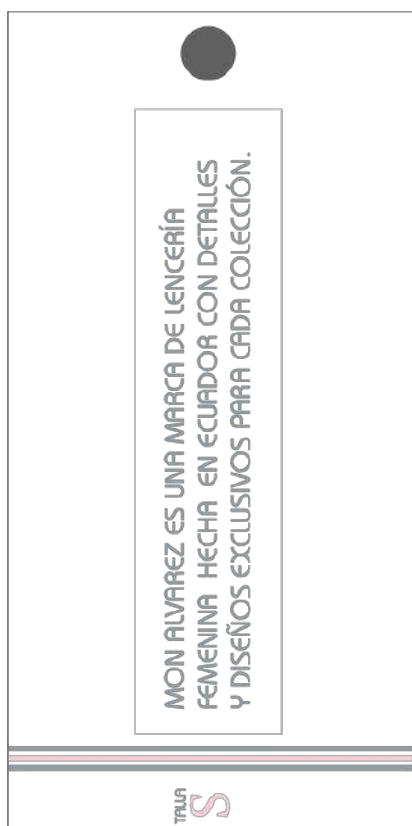 MON ALVAREZ ES UNA MARCA DE LENCERÍA
FEMENINA HECHA EN ECUADOR CON DETALLES
Y DISEÑOS EXCLUSIVOS PARA CADA COLECCIÓN.
TALLA
S